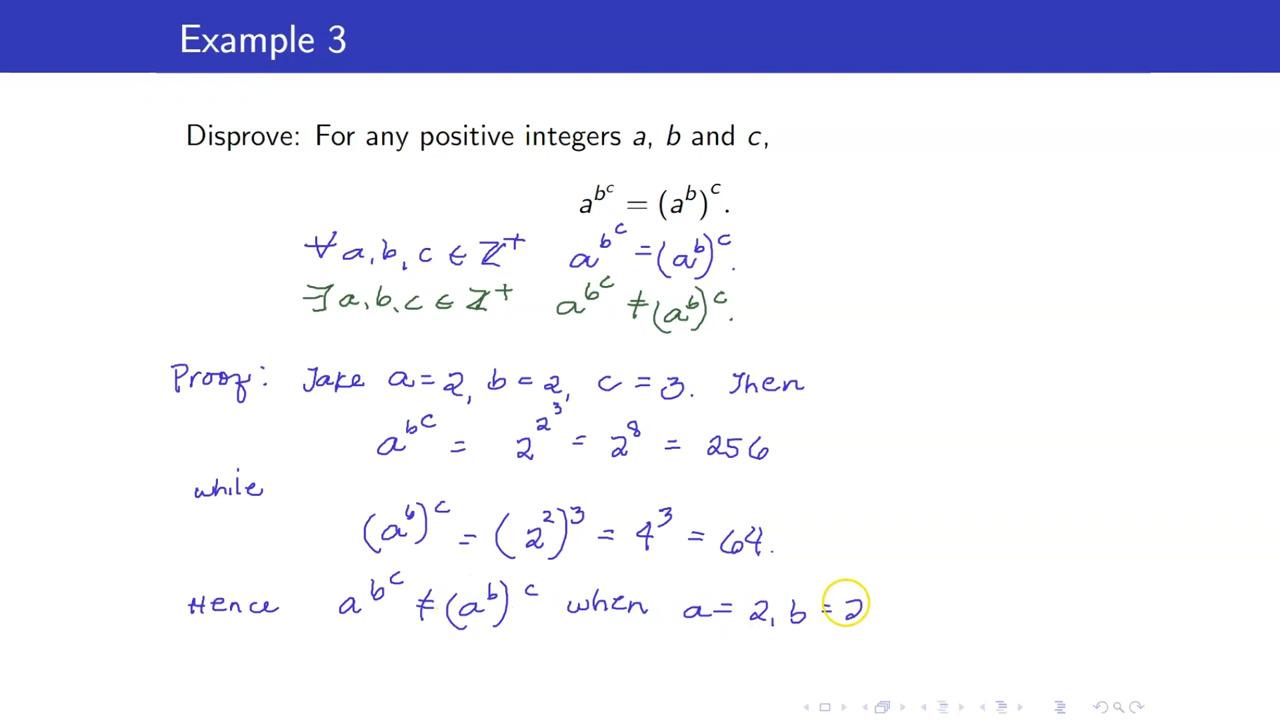 Example 3
Disprove: For any positive integers a, b and c,
a^{b^c} = (a^b)^c.
∀ a, b, c ∈ ℤ⁺ a^{b^c} = (a^b)^c.
∃ a, b, c ∈ ℤ⁺ a^{b^c} ≠ (a^b)^c.
Proof: Take a = 2, b = 2, c = 3. Then
a^{b^c} = 2^{2^3} = 2^8 = 256
while
(a^b)^c = (2^2)^3 = 4^3 = 64.
Hence a^{b^c} ≠ (a^b)^c when a = 2, b = 2